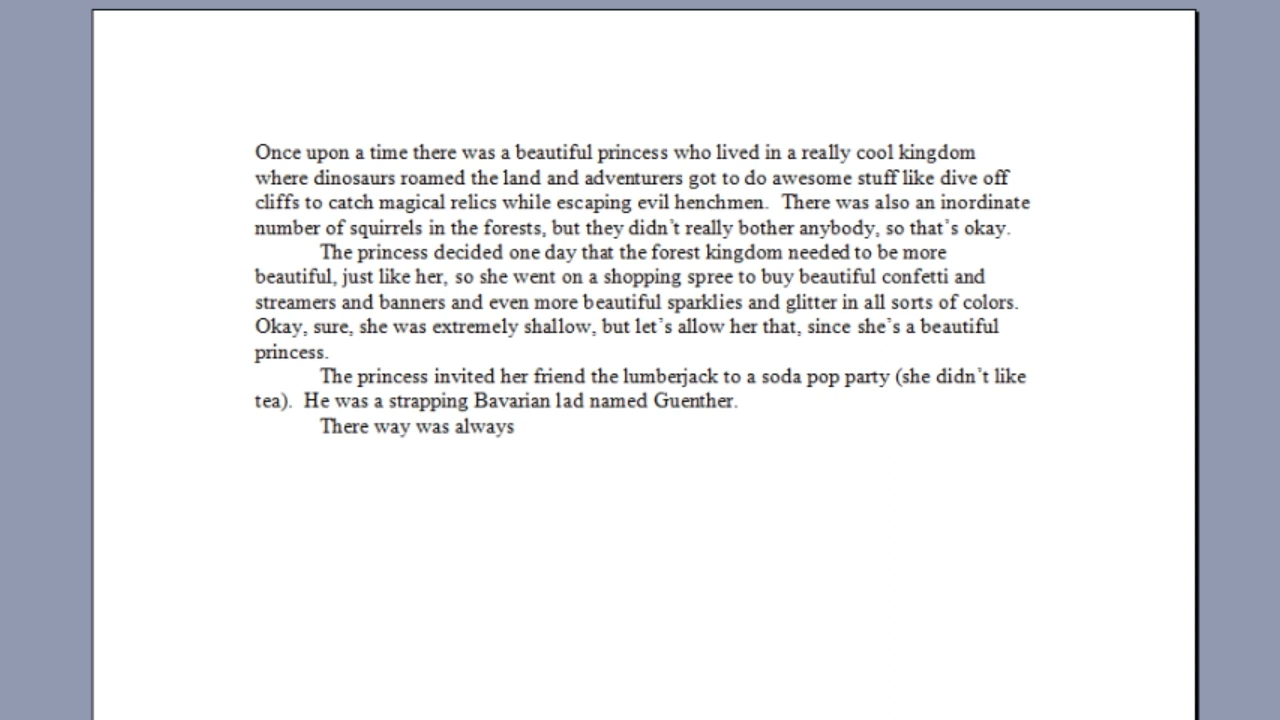 Once upon a time there was a beautiful princess who lived in a really cool kingdom
where dinosaurs roamed the land and adventurers got to do awesome stuff like dive off
cliffs to catch magical relics while escaping evil henchmen.  There was also an inordinate
number of squirrels in the forests, but they didn’t really bother anybody, so that’s okay.
The princess decided one day that the forest kingdom needed to be more
beautiful, just like her, so she went on a shopping spree to buy beautiful confetti and
streamers and banners and even more beautiful sparklies and glitter in all sorts of colors.
Okay, sure, she was extremely shallow, but let’s allow her that, since she’s a beautiful
princess.
The princess invited her friend the lumberjack to a soda pop party (she didn’t like
tea).  He was a strapping Bavarian lad named Guenther.
There way was always